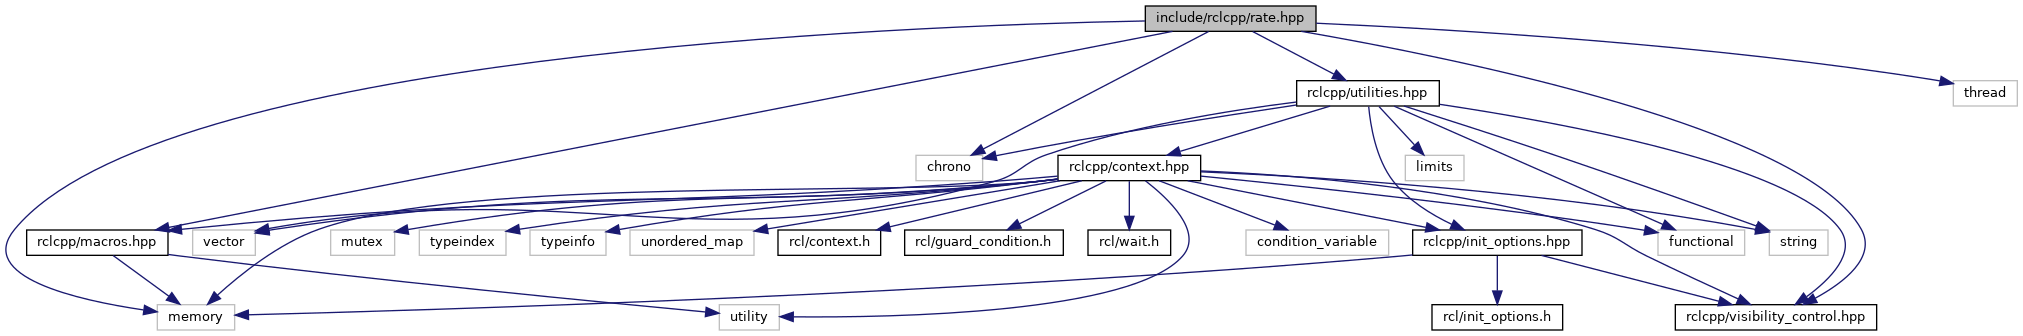 include/rclcpp/rate.hpp
rclcpp/utilities.hpp
thread
chrono
rclcpp/context.hpp
limits
rclcpp/macros.hpp
vector
mutex
typeindex
typeinfo
unordered_map
rcl/context.h
rcl/guard_condition.h
rcl/wait.h
condition_variable
rclcpp/init_options.hpp
functional
string
memory
utility
rcl/init_options.h
rclcpp/visibility_control.hpp